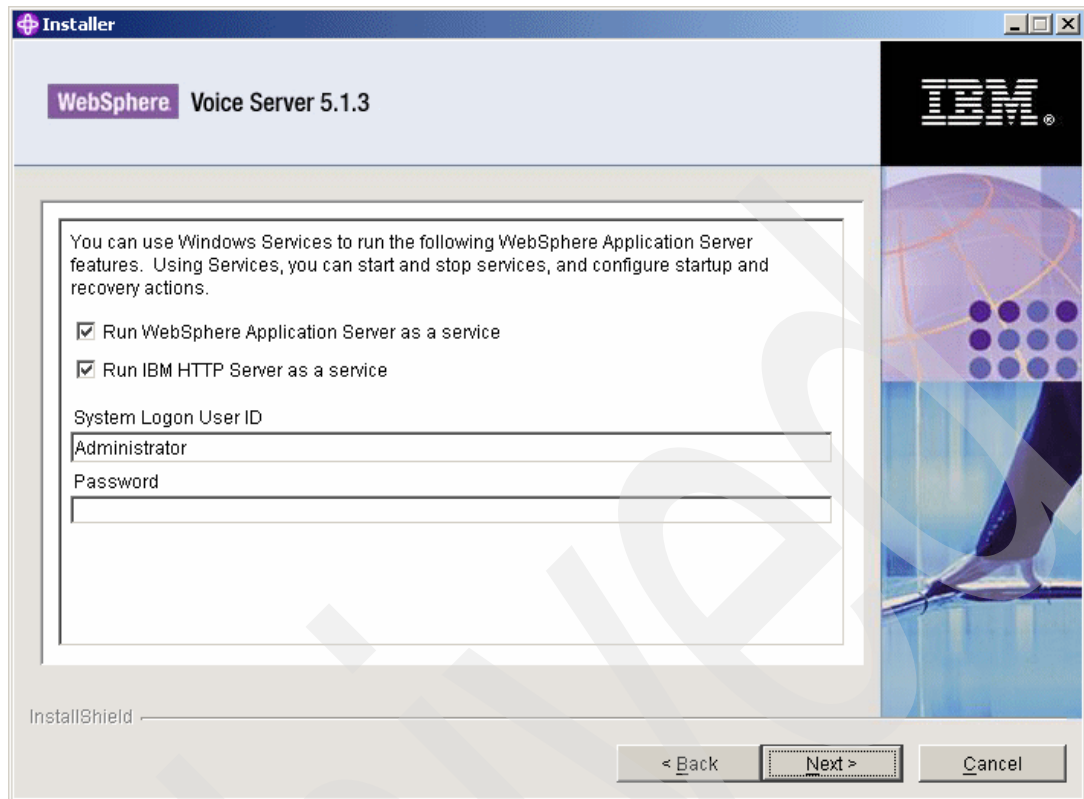 Installer
WebSphere. Voice Server 5.1.3
IBM®
You can use Windows Services to run the following WebSphere Application Server
features. Using Services, you can start and stop services, and configure startup and
recovery actions.
Run WebSphere Application Server as a service
Run IBM HTTP Server as a service
System Logon User ID
Administrator
Password
InstallShield
< Back
Next >
Cancel